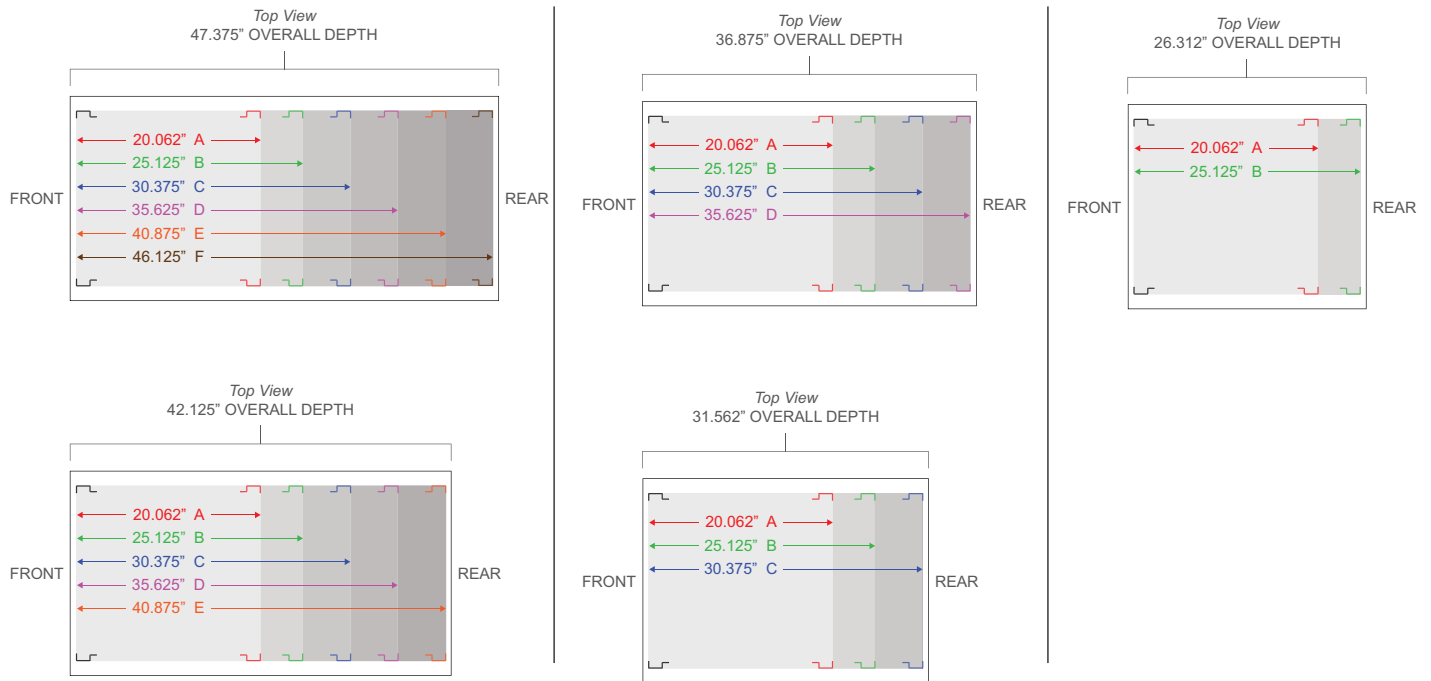 Top View
47.375” OVERALL DEPTH
20.062” A
25.125” B
30.375” C
35.625” D
40.875” E
46.125” F
FRONT
REAR
Top View
42.125” OVERALL DEPTH
20.062” A
25.125” B
30.375” C
35.625” D
40.875” E
FRONT
REAR
Top View
36.875” OVERALL DEPTH
20.062” A
25.125” B
30.375” C
35.625” D
FRONT
REAR
Top View
31.562” OVERALL DEPTH
20.062” A
25.125” B
30.375” C
FRONT
REAR
Top View
26.312” OVERALL DEPTH
20.062” A
25.125” B
FRONT
REAR